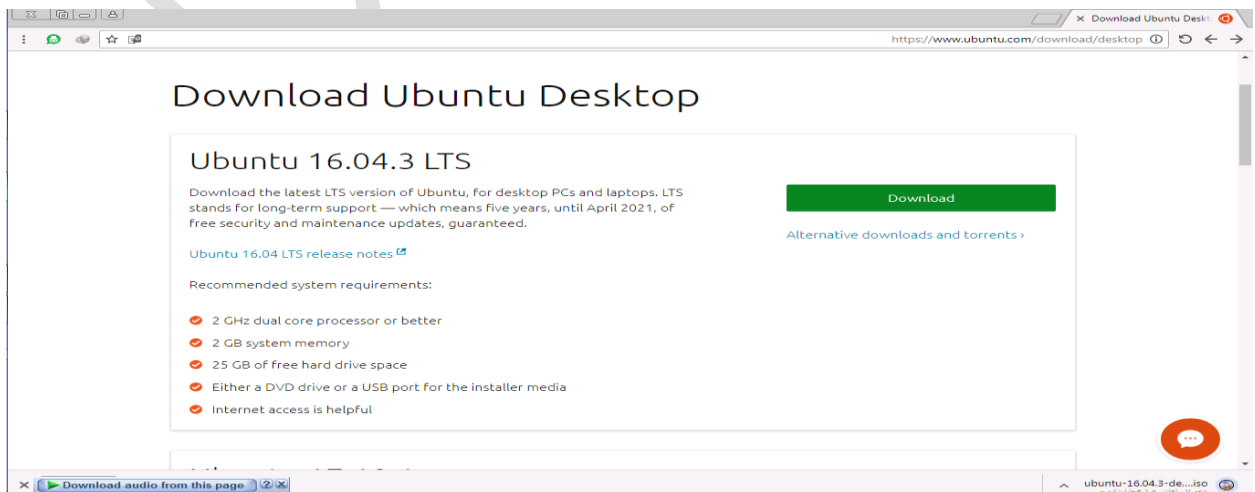 Download Ubuntu Deskt
https://www.ubuntu.com/download/desktop
Download Ubuntu Desktop
Ubuntu 16.04.3 LTS
Download the latest LTS version of Ubuntu, for desktop PCs and laptops. LTS
stands for long-term support — which means five years, until April 2021, of
free security and maintenance updates, guaranteed.
Download
Alternative downloads and torrents ›
Ubuntu 16.04 LTS release notes
Recommended system requirements:
2 GHz dual core processor or better
2 GB system memory
25 GB of free hard drive space
Either a DVD drive or a USB port for the installer media
Internet access is helpful
Download audio from this page
ubuntu-16.04.3-de....iso